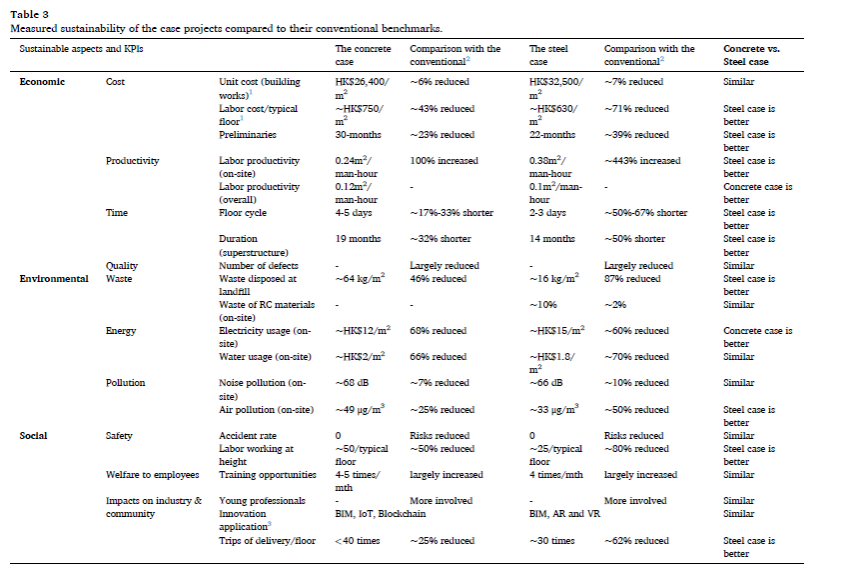 Table 3
Measured sustainability of the case projects compared to their conventional benchmarks.
Sustainable aspects and KPIs The concrete Comparison with the The steel Comparison with the Concrete vs.
case conventional² case conventional² Steel case
Economic Cost Unit cost (building HK$26,400/ ~6% reduced HK$32,500/ ~7% reduced Similar
works)¹ m² m²
Labor cost/typical ~HK$750/ ~43% reduced ~HK$630/ ~71% reduced Steel case is
floor¹ m² m² better
Preliminaries 30-months ~23% reduced 22-months ~39% reduced Steel case is
better
Productivity Labor productivity 0.24m²/ 100% increased 0.38m²/ ~443% increased Steel case is
(on-site) man-hour man-hour better
Labor productivity 0.12m²/ - 0.1m²/man- - Concrete case is
(overall) man-hour hour better
Time Floor cycle 4-5 days ~17%-33% shorter 2-3 days ~50%-67% shorter Steel case is
better
Duration 19 months ~32% shorter 14 months ~50% shorter Steel case is
(superstructure) better
Quality Number of defects - Largely reduced - Largely reduced Similar
Environmental Waste Waste disposed at ~64 kg/m² 46% reduced ~16 kg/m² 87% reduced Steel case is
landfill better
Waste of RC materials - - ~10% ~2% Similar
(on-site)
Energy Electricity usage (on- ~HK$12/m² 68% reduced ~HK$15/m² ~60% reduced Concrete case is
site) better
Water usage (on-site) ~HK$2/m² 66% reduced ~HK$1.8/ ~70% reduced Similar
m²
Pollution Noise pollution (on- ~68 dB ~7% reduced ~66 dB ~10% reduced Similar
site)
Air pollution (on-site) ~49 μg/m³ ~25% reduced ~33 μg/m³ ~50% reduced Steel case is
better
Social Safety Accident rate 0 Risks reduced 0 Risks reduced Similar
Labor working at ~50/typical ~50% reduced ~25/typical ~80% reduced Steel case is
height floor floor better
Welfare to employees Training opportunities 4-5 times/ largely increased 4 times/mth largely increased Similar
mth
Impacts on industry & Young professionals - More involved - More involved Similar
community Innovation BIM, IoT, Blockchain BIM, AR and VR Similar
application³
Trips of delivery/floor <40 times ~25% reduced ~30 times ~62% reduced Steel case is
better